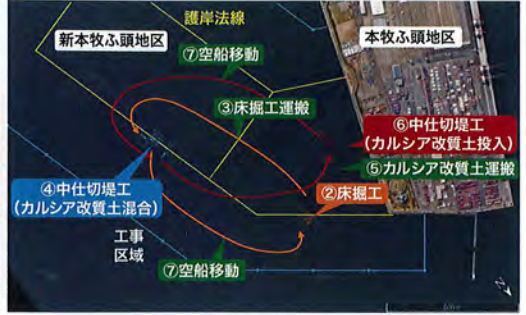 護岸法線
新本牧ふ頭地区
本牧ふ頭地区
⑦空船移動
③床掘工運搬
⑥中仕切堤工
(カルシア改質土投入)
⑤カルシア改質土運搬
④中仕切堤工
(カルシア改質土混合)
②床掘工
工事
区域
⑦空船移動
N